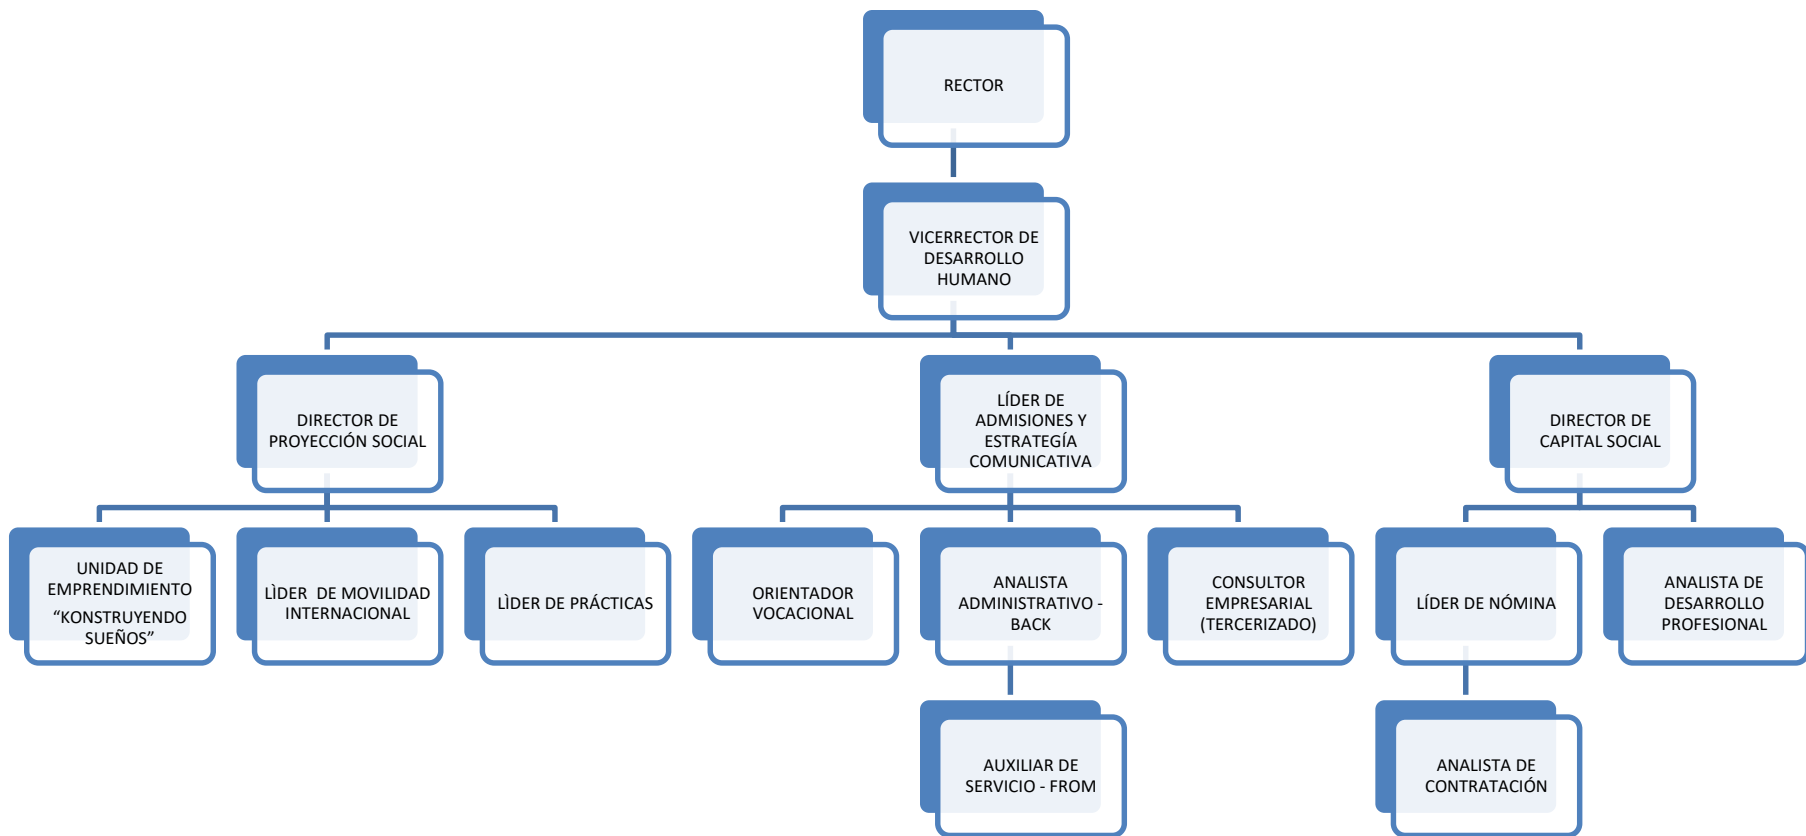 RECTOR
VICERRECTOR DE
DESARROLLO
HUMANO
DIRECTOR DE
PROYECCIÓN SOCIAL
LÍDER DE
ADMISIONES Y
ESTRATEGÍA
COMUNICATIVA
DIRECTOR DE
CAPITAL SOCIAL
UNIDAD DE
EMPRENDIMIENTO
“KONSTRUYENDO
SUEÑOS”
LÌDER DE MOVILIDAD
INTERNACIONAL
LÌDER DE PRÁCTICAS
ORIENTADOR
VOCACIONAL
ANALISTA
ADMINISTRATIVO -
BACK
CONSULTOR
EMPRESARIAL
(TERCERIZADO)
LÍDER DE NÓMINA
ANALISTA DE
DESARROLLO
PROFESIONAL
AUXILIAR DE
SERVICIO - FROM
ANALISTA DE
CONTRATACIÓN